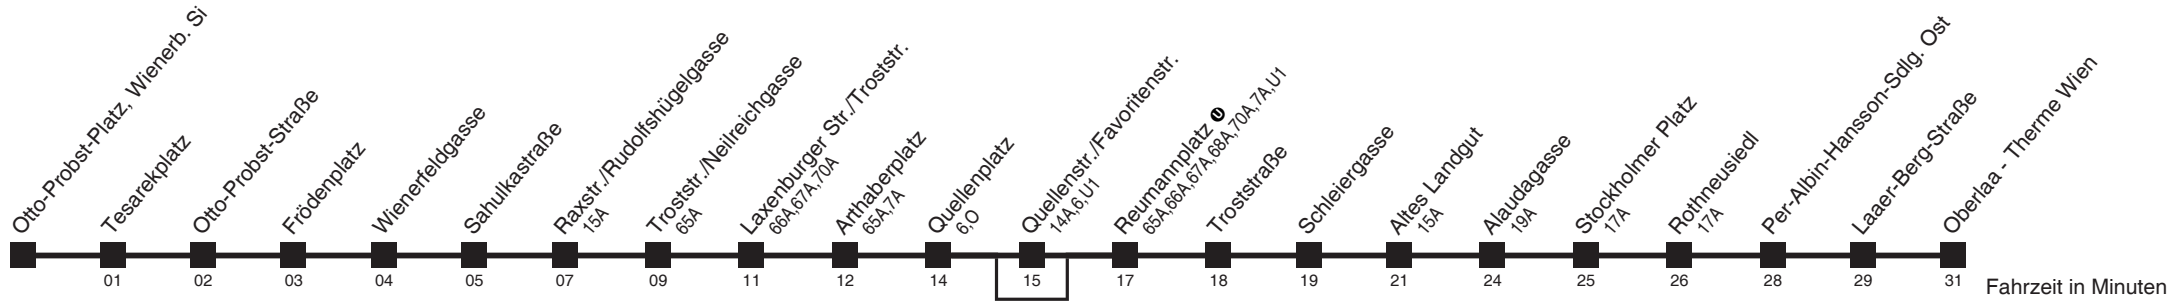 Otto-Probst-Platz, Wienerb. Si
Tesarekplatz
Otto-Probst-Straße
Frödenplatz
Wienerfeldgasse
Sahulkastraße
Raxstr./Rudolfshügelgasse
15A
Troststr./Neilreichgasse
65A
Laxenburger Str./Troststr.
66A,67A,70A
Arthaberplatz
65A,7A
Quellenplatz
6,O
Quellenstr./Favoritenstr.
14A,6,U1
Reumannplatz U
65A,66A,67A,68A,70A,7A,U1
Troststraße
Schleiergasse
Altes Landgut
15A
Alaudagasse
19A
Stockholmer Platz
17A
Rothneusiedl
17A
Per-Albin-Hansson-Sdlg. Ost
Laaer-Berg-Straße
Oberlaa - Therme Wien
01 02 03 04 05 07 09 11 12 14 15 17 18 19 21 24 25 26 28 29 31 Fahrzeit in Minuten